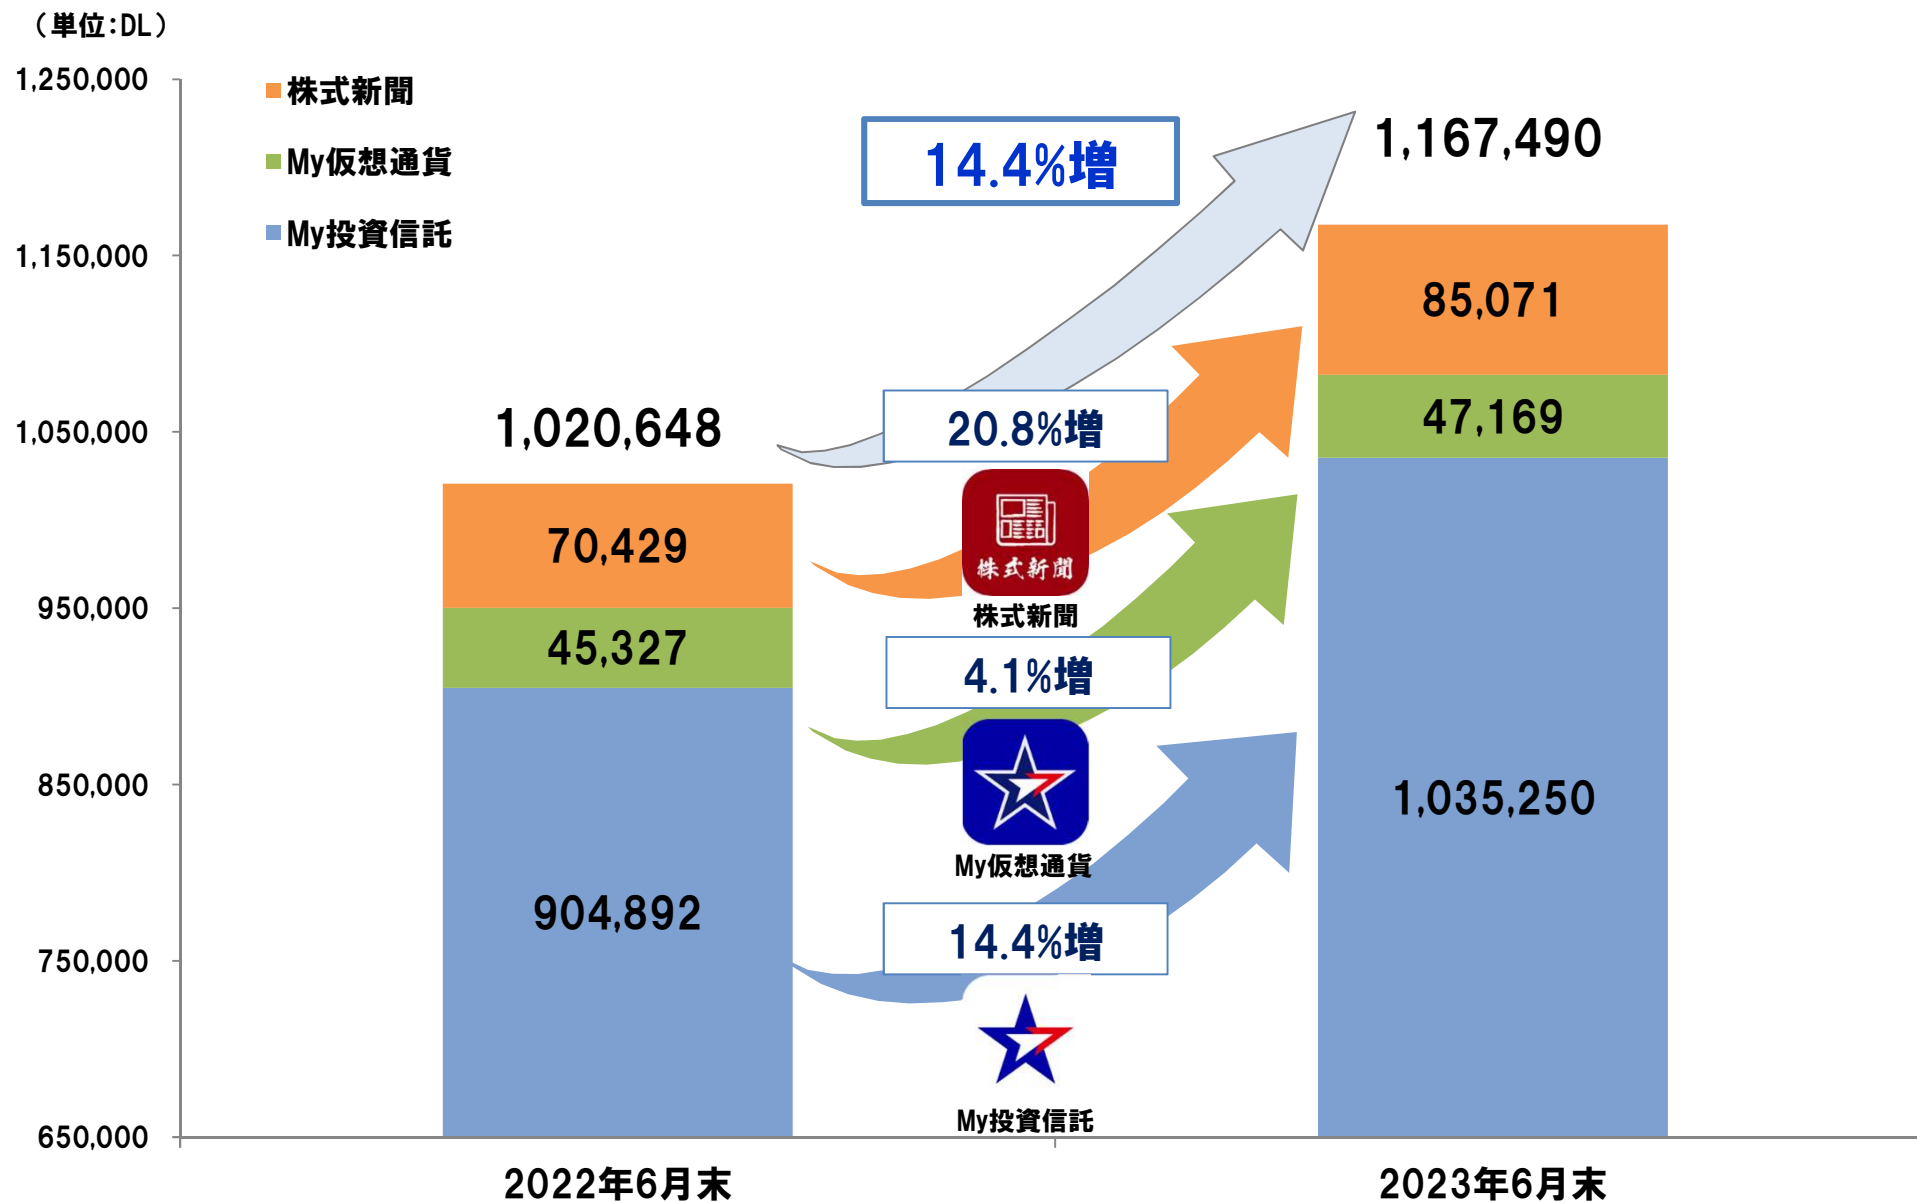 （単位：DL）
1,250,000
1,150,000
1,050,000
950,000
850,000
750,000
650,000
株式新聞
My仮想通貨
My投資信託
14.4%増
1,167,490
85,071
47,169
1,035,250
1,020,648
70,429
45,327
904,892
20.8%増
株式新聞
株式新聞
4.1%増
My仮想通貨
14.4%増
My投資信託
2022年6月末
2023年6月末